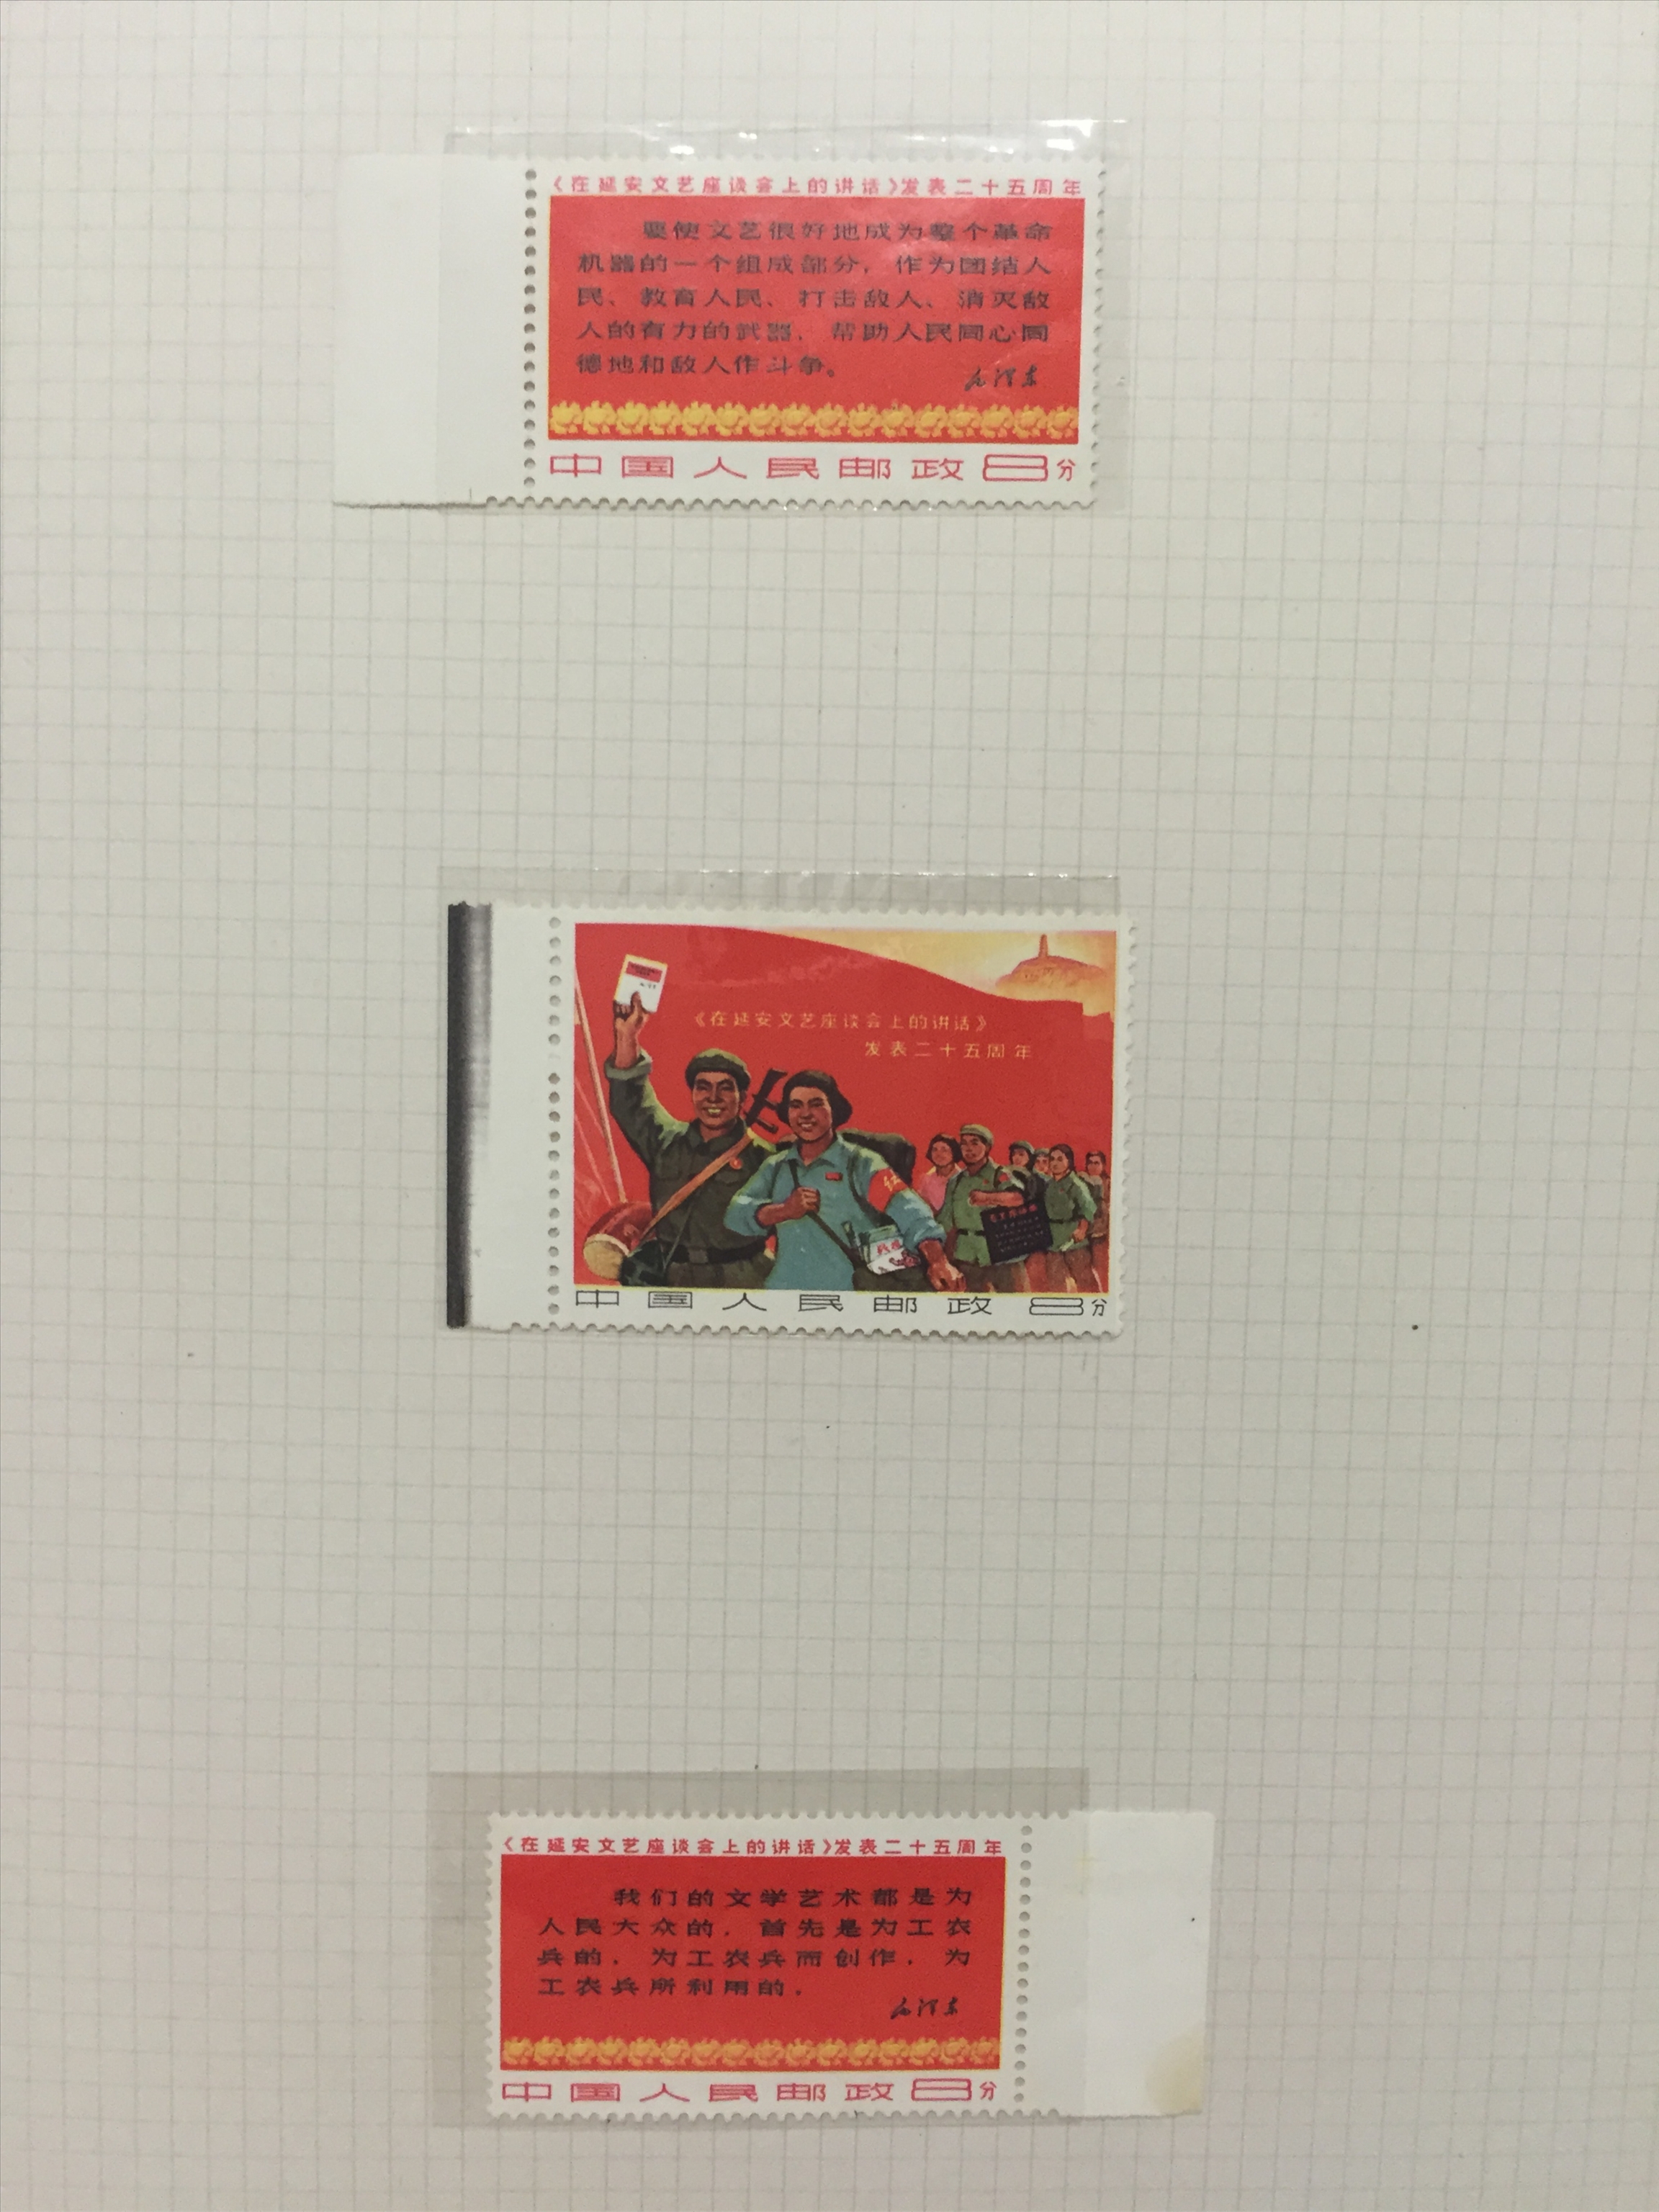 《在延安文艺座谈会上的讲话》发表二十五周年
要使文艺很好地成为整个革命
机器的一个组成部分，作为团结人
民、教育人民、打击敌人、消灭敌
人的有力的武器，帮助人民同心同
德地和敌人作斗争。
毛泽东
中国人民邮政8分
《在延安文艺座谈会上的讲话》
发表二十五周年
红
中国人民邮政 8分
《在延安文艺座谈会上的讲话》发表二十五周年
我们的文学艺术都是为
人民大众的，首先是为工农
兵的，为工农兵而创作，为
工农兵所利用的。
毛泽东
中国人民邮政8分